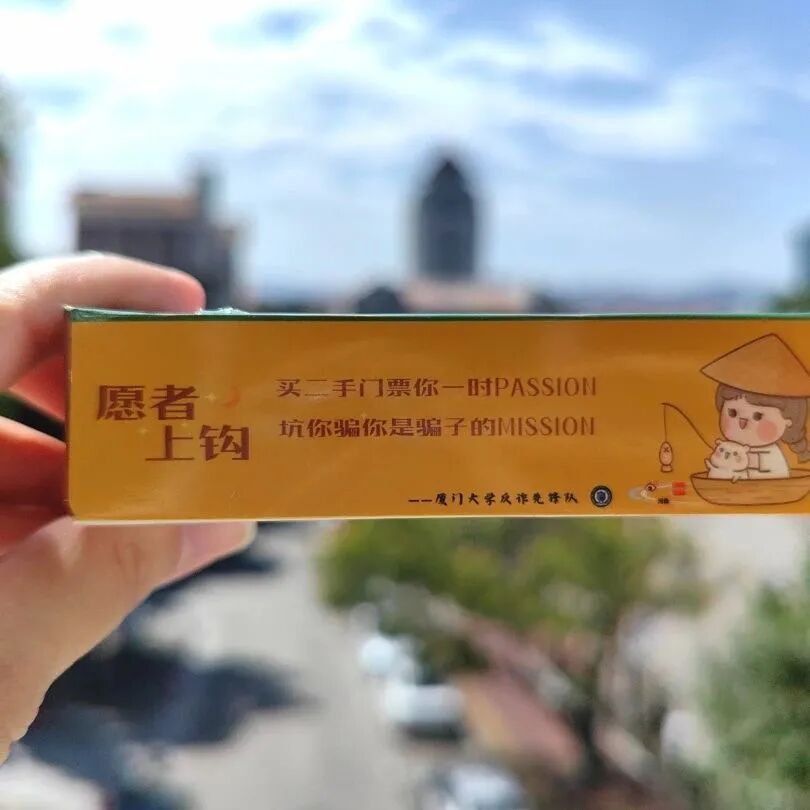 愿者
上钩
买二手门票你一时PASSION
坑你骗你是骗子的MISSION
——厦门大学反诈先锋队